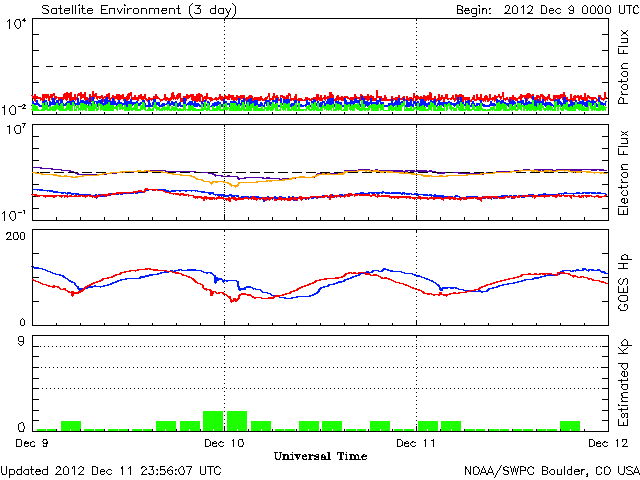 Satellite Environment (3 day) Begin: 2012 Dec 9 0000 UTC
10⁴
10⁻²
Proton Flux
10⁷
10⁻¹
Electron Flux
200
0
GOES Hp
9
0
Estimated Kp
Dec 9 Dec 10 Dec 11 Dec 12
Universal Time
Updated 2012 Dec 11 23:56:07 UTC NOAA/SWPC Boulder, CO USA